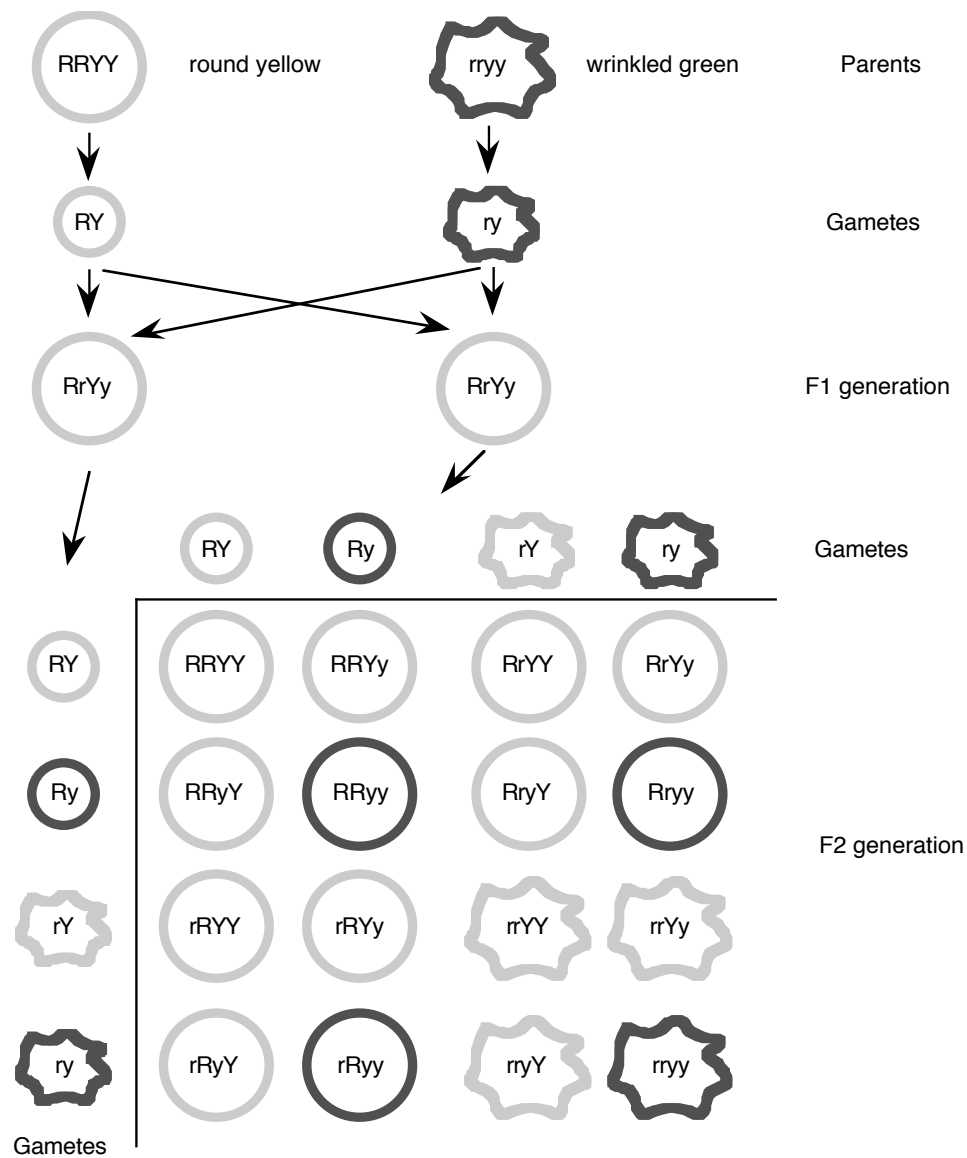 RRYY round yellow rryy wrinkled green Parents
RY ry Gametes
RrYy RrYy F1 generation
RY Ry rY ry Gametes
RY RRYY RRYy RrYY RrYy
Ry RRyY RRyy RryY Rryy
F2 generation
rY rRYY rRYy rrYY rrYy
ry rRyY rRyy rryY rryy
Gametes